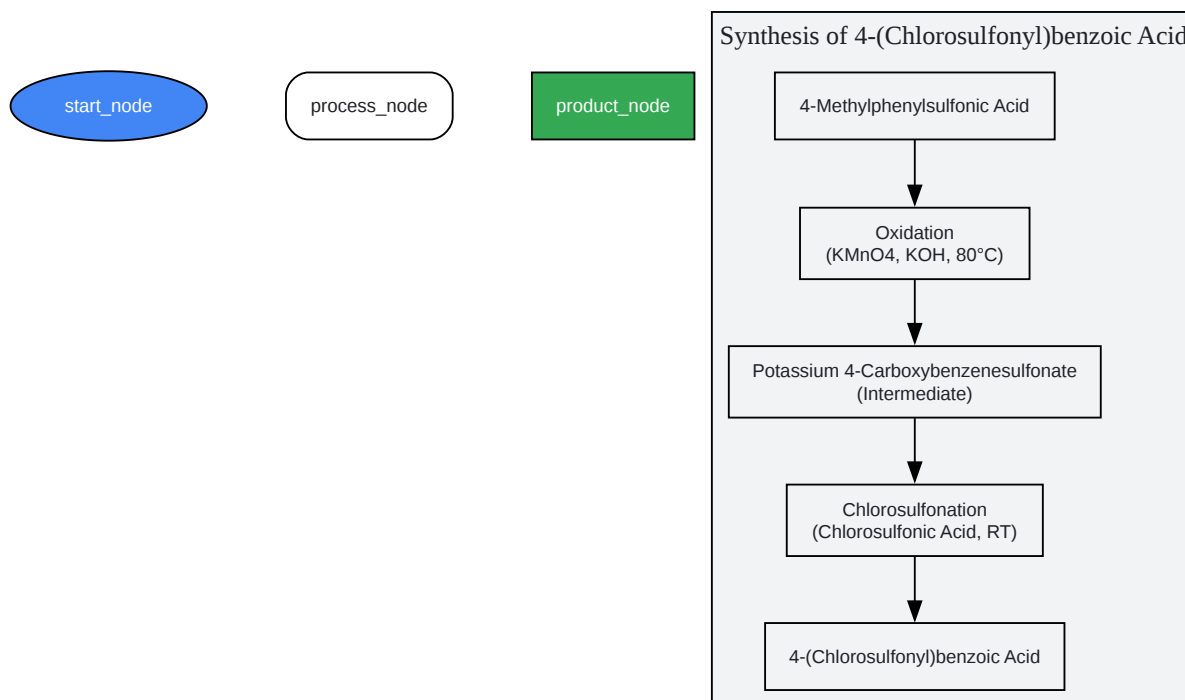 Synthesis of 4-(Chlorosulfonyl)benzoic Acid
start_node
process_node
product_node
4-Methylphenylsulfonic Acid
Oxidation
(KMnO4, KOH, 80°C)
Potassium 4-Carboxybenzenesulfonate
(Intermediate)
Chlorosulfonation
(Chlorosulfonic Acid, RT)
4-(Chlorosulfonyl)benzoic Acid